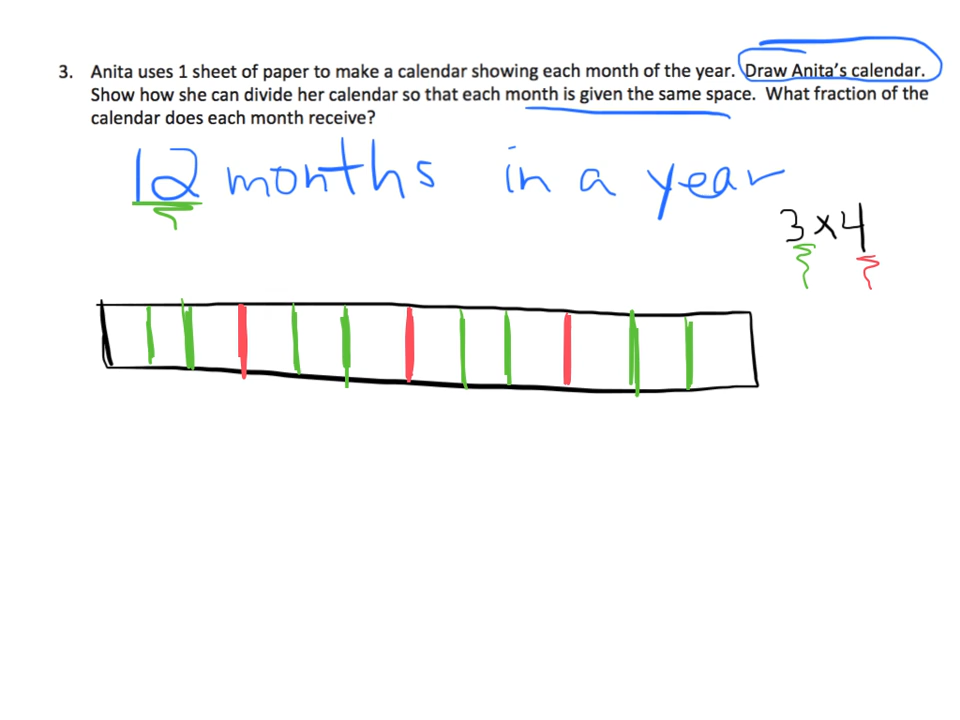 3. Anita uses 1 sheet of paper to make a calendar showing each month of the year. Draw Anita's calendar.
Show how she can divide her calendar so that each month is given the same space. What fraction of the
calendar does each month receive?
12 months in a year
3 x 4